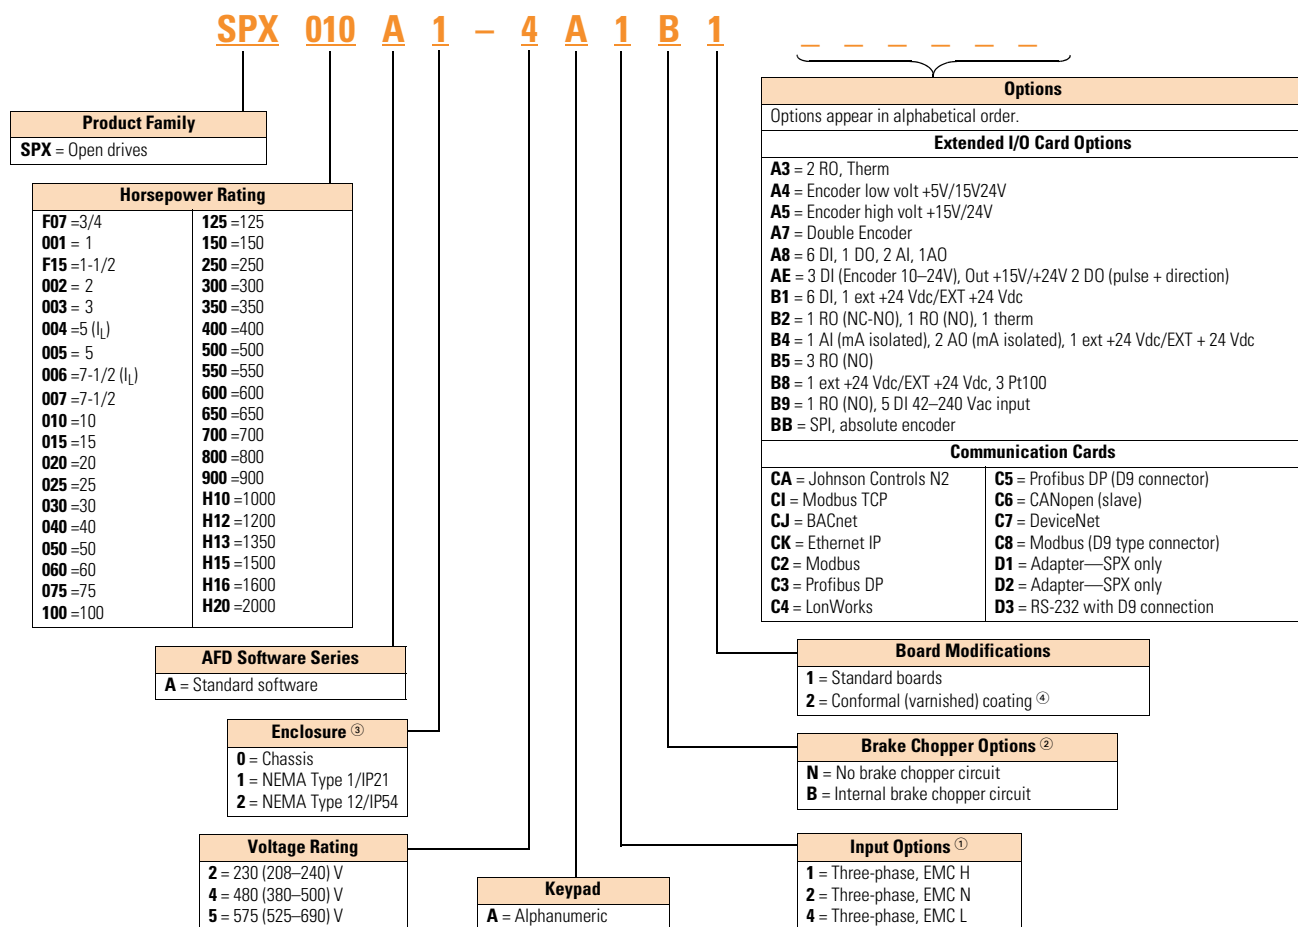 SPX 010 A 1 – 4 A 1 B 1 _ _ _ _ _ _
Product Family
SPX = Open drives
Horsepower Rating
F07 =3/4
001 = 1
F15 =1-1/2
002 = 2
003 = 3
004 =5 (IL)
005 = 5
006 =7-1/2 (IL)
007 =7-1/2
010 =10
015 =15
020 =20
025 =25
030 =30
040 =40
050 =50
060 =60
075 =75
100 =100
125 =125
150 =150
250 =250
300 =300
350 =350
400 =400
500 =500
550 =550
600 =600
650 =650
700 =700
800 =800
900 =900
H10 =1000
H12 =1200
H13 =1350
H15 =1500
H16 =1600
H20 =2000
AFD Software Series
A = Standard software
Enclosure ③
0 = Chassis
1 = NEMA Type 1/IP21
2 = NEMA Type 12/IP54
Voltage Rating
2 = 230 (208–240) V
4 = 480 (380–500) V
5 = 575 (525–690) V
Keypad
A = Alphanumeric
Options
Options appear in alphabetical order.
Extended I/O Card Options
A3 = 2 RO, Therm
A4 = Encoder low volt +5V/15V24V
A5 = Encoder high volt +15V/24V
A7 = Double Encoder
A8 = 6 DI, 1 DO, 2 AI, 1AO
AE = 3 DI (Encoder 10–24V), Out +15V/+24V 2 DO (pulse + direction)
B1 = 6 DI, 1 ext +24 Vdc/EXT +24 Vdc
B2 = 1 RO (NC-NO), 1 RO (NO), 1 therm
B4 = 1 AI (mA isolated), 2 AO (mA isolated), 1 ext +24 Vdc/EXT + 24 Vdc
B5 = 3 RO (NO)
B8 = 1 ext +24 Vdc/EXT +24 Vdc, 3 Pt100
B9 = 1 RO (NO), 5 DI 42–240 Vac input
BB = SPI, absolute encoder
Communication Cards
CA = Johnson Controls N2
CI = Modbus TCP
CJ = BACnet
CK = Ethernet IP
C2 = Modbus
C3 = Profibus DP
C4 = LonWorks
C5 = Profibus DP (D9 connector)
C6 = CANopen (slave)
C7 = DeviceNet
C8 = Modbus (D9 type connector)
D1 = Adapter—SPX only
D2 = Adapter—SPX only
D3 = RS-232 with D9 connection
Board Modifications
1 = Standard boards
2 = Conformal (varnished) coating ④
Brake Chopper Options ②
N = No brake chopper circuit
B = Internal brake chopper circuit
Input Options ①
1 = Three-phase, EMC H
2 = Three-phase, EMC N
4 = Three-phase, EMC L